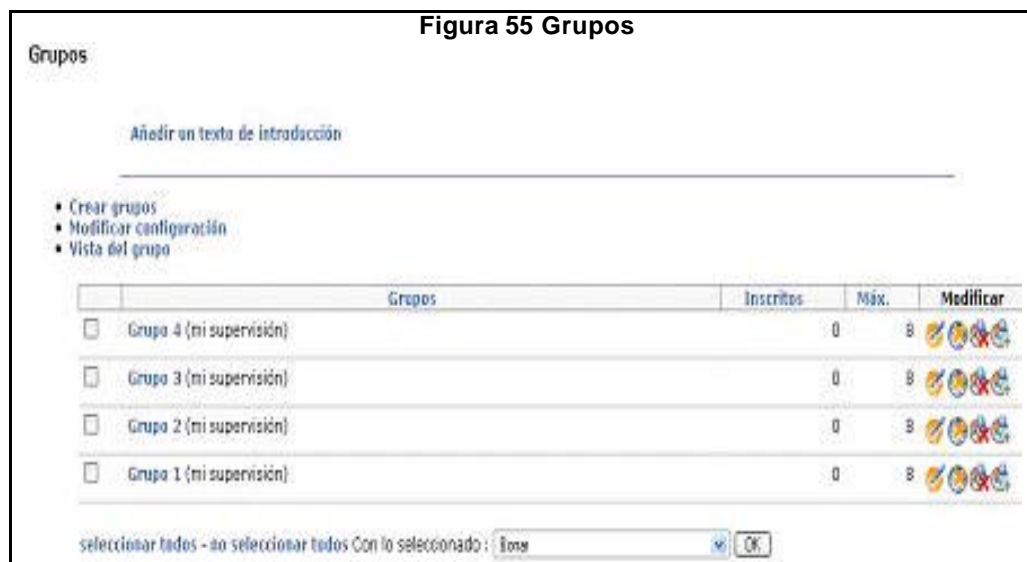 Figura 55 Grupos
Grupos
Añadir un texto de introducción
• Crear grupos
• Modificar configuración
• Vista del grupo
Grupos Inscritos Máx. Modificar
Grupo 4 (mi supervisión) 0 8
Grupo 3 (mi supervisión) 0 8
Grupo 2 (mi supervisión) 0 8
Grupo 1 (mi supervisión) 0 8
seleccionar todos - no seleccionar todos Con lo seleccionado : Borrar OK